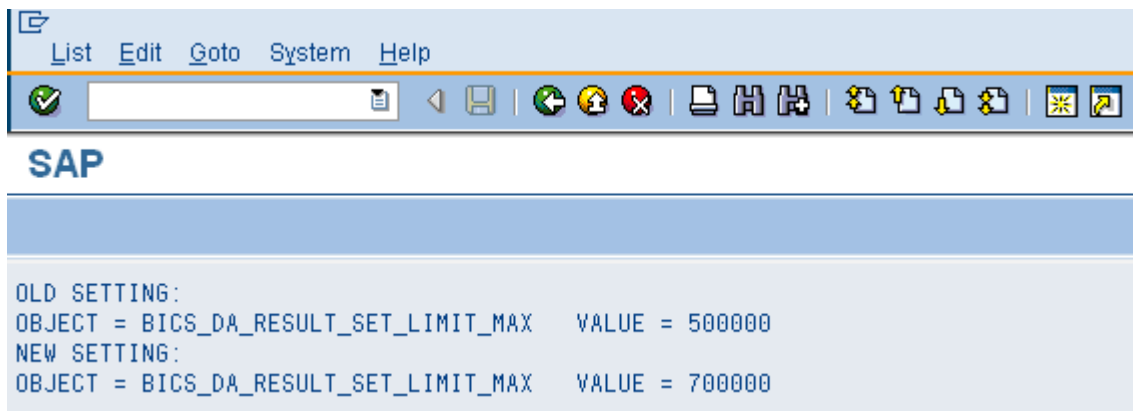 List Edit Goto System Help
SAP
OLD SETTING:
OBJECT = BICS_DA_RESULT_SET_LIMIT_MAX VALUE = 500000
NEW SETTING:
OBJECT = BICS_DA_RESULT_SET_LIMIT_MAX VALUE = 700000